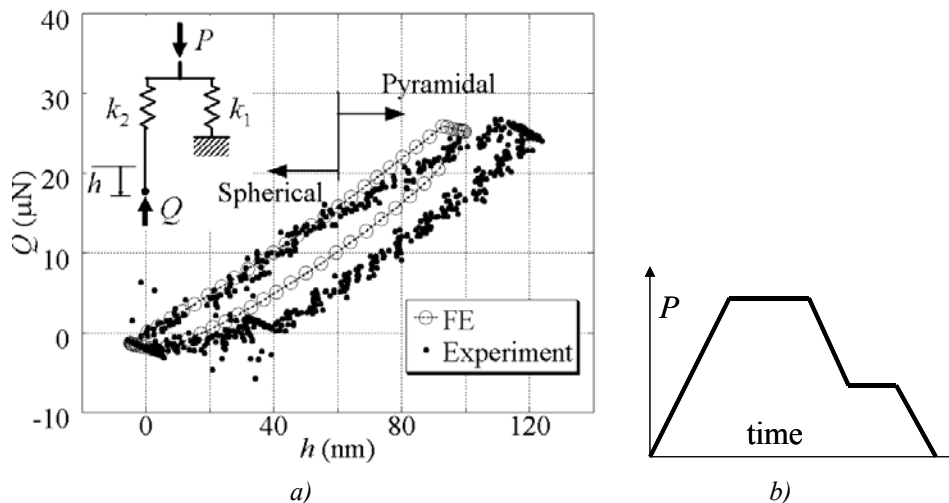 40
30
20
10
0
-10
Q (μN)
P
k2
k1
h
Q
Pyramidal
Spherical
FE
Experiment
0
40
80
120
h (nm)
a)
P
time
b)